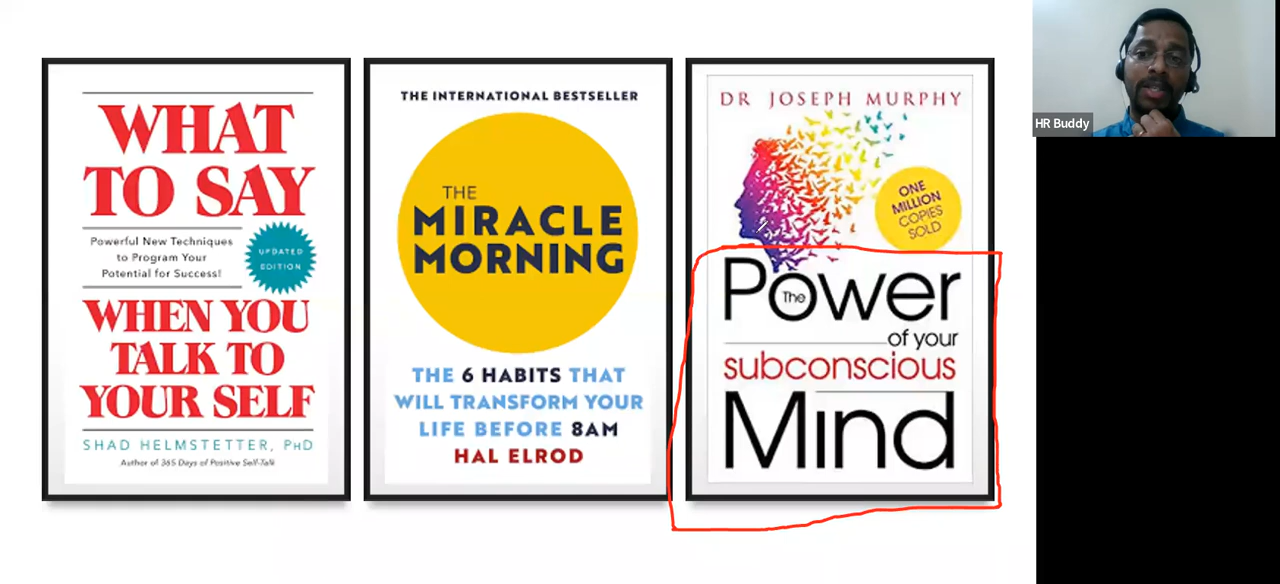 WHAT
TO SAY
Powerful New Techniques
to Program Your
Potential for Success!
UPDATED
EDITION
WHEN YOU
TALK TO
YOUR SELF
SHAD HELMSTETTER, PhD
Author of 365 Days of Positive Self-Talk
THE INTERNATIONAL BESTSELLER
THE
MIRACLE
MORNING
THE 6 HABITS THAT
WILL TRANSFORM YOUR
LIFE BEFORE 8AM
HAL ELROD
DR JOSEPH MURPHY
ONE
MILLION
COPIES
SOLD
The Power
of your
subconscious
Mind
HR Buddy